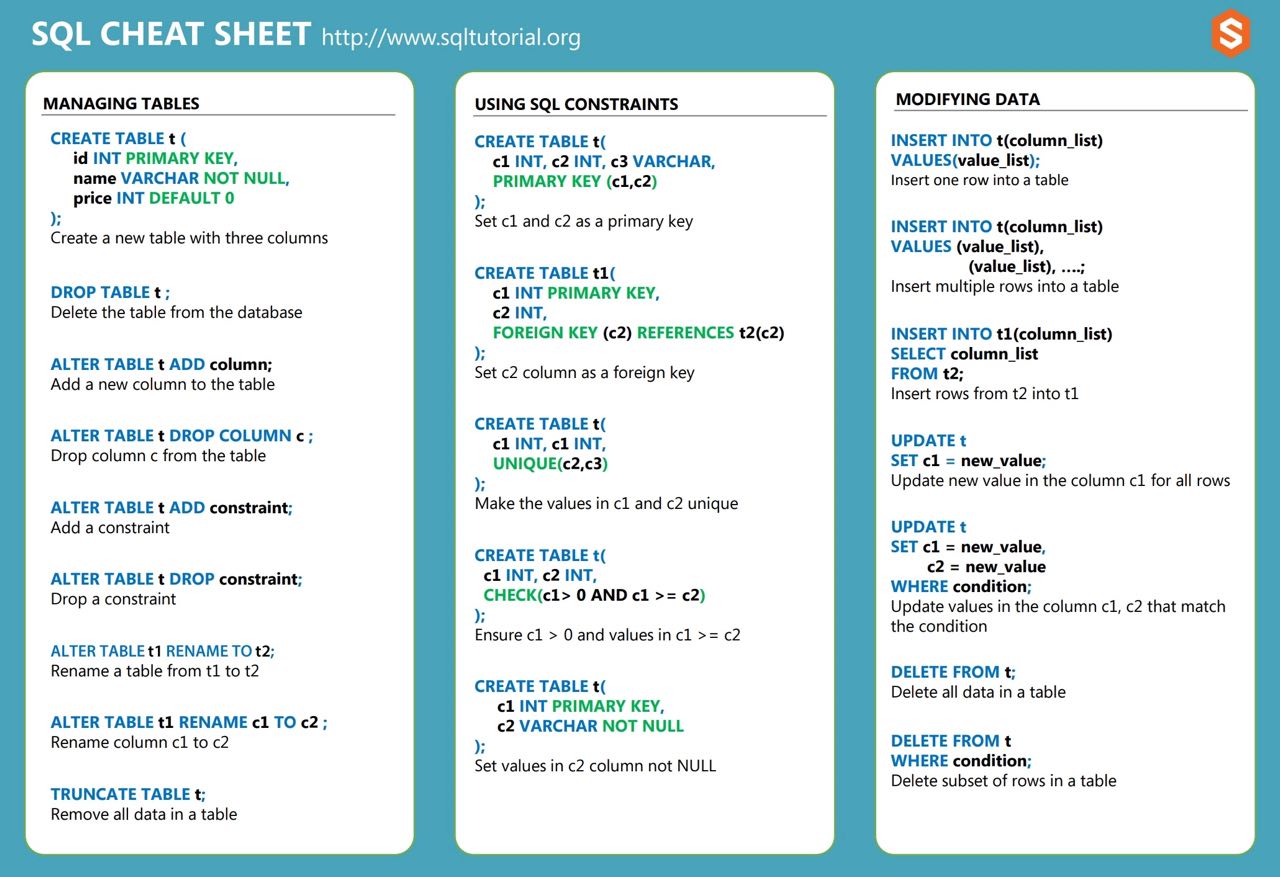 SQL CHEAT SHEET http://www.sqltutorial.org
S
MANAGING TABLES
CREATE TABLE t (
id INT PRIMARY KEY,
name VARCHAR NOT NULL,
price INT DEFAULT 0
);
Create a new table with three columns
DROP TABLE t ;
Delete the table from the database
ALTER TABLE t ADD column;
Add a new column to the table
ALTER TABLE t DROP COLUMN c ;
Drop column c from the table
ALTER TABLE t ADD constraint;
Add a constraint
ALTER TABLE t DROP constraint;
Drop a constraint
ALTER TABLE t1 RENAME TO t2;
Rename a table from t1 to t2
ALTER TABLE t1 RENAME c1 TO c2 ;
Rename column c1 to c2
TRUNCATE TABLE t;
Remove all data in a table
USING SQL CONSTRAINTS
CREATE TABLE t(
c1 INT, c2 INT, c3 VARCHAR,
PRIMARY KEY (c1,c2)
);
Set c1 and c2 as a primary key
CREATE TABLE t1(
c1 INT PRIMARY KEY,
c2 INT,
FOREIGN KEY (c2) REFERENCES t2(c2)
);
Set c2 column as a foreign key
CREATE TABLE t(
c1 INT, c1 INT,
UNIQUE(c2,c3)
);
Make the values in c1 and c2 unique
CREATE TABLE t(
c1 INT, c2 INT,
CHECK(c1> 0 AND c1 >= c2)
);
Ensure c1 > 0 and values in c1 >= c2
CREATE TABLE t(
c1 INT PRIMARY KEY,
c2 VARCHAR NOT NULL
);
Set values in c2 column not NULL
MODIFYING DATA
INSERT INTO t(column_list)
VALUES(value_list);
Insert one row into a table
INSERT INTO t(column_list)
VALUES (value_list),
(value_list), ….;
Insert multiple rows into a table
INSERT INTO t1(column_list)
SELECT column_list
FROM t2;
Insert rows from t2 into t1
UPDATE t
SET c1 = new_value;
Update new value in the column c1 for all rows
UPDATE t
SET c1 = new_value,
c2 = new_value
WHERE condition;
Update values in the column c1, c2 that match
the condition
DELETE FROM t;
Delete all data in a table
DELETE FROM t
WHERE condition;
Delete subset of rows in a table